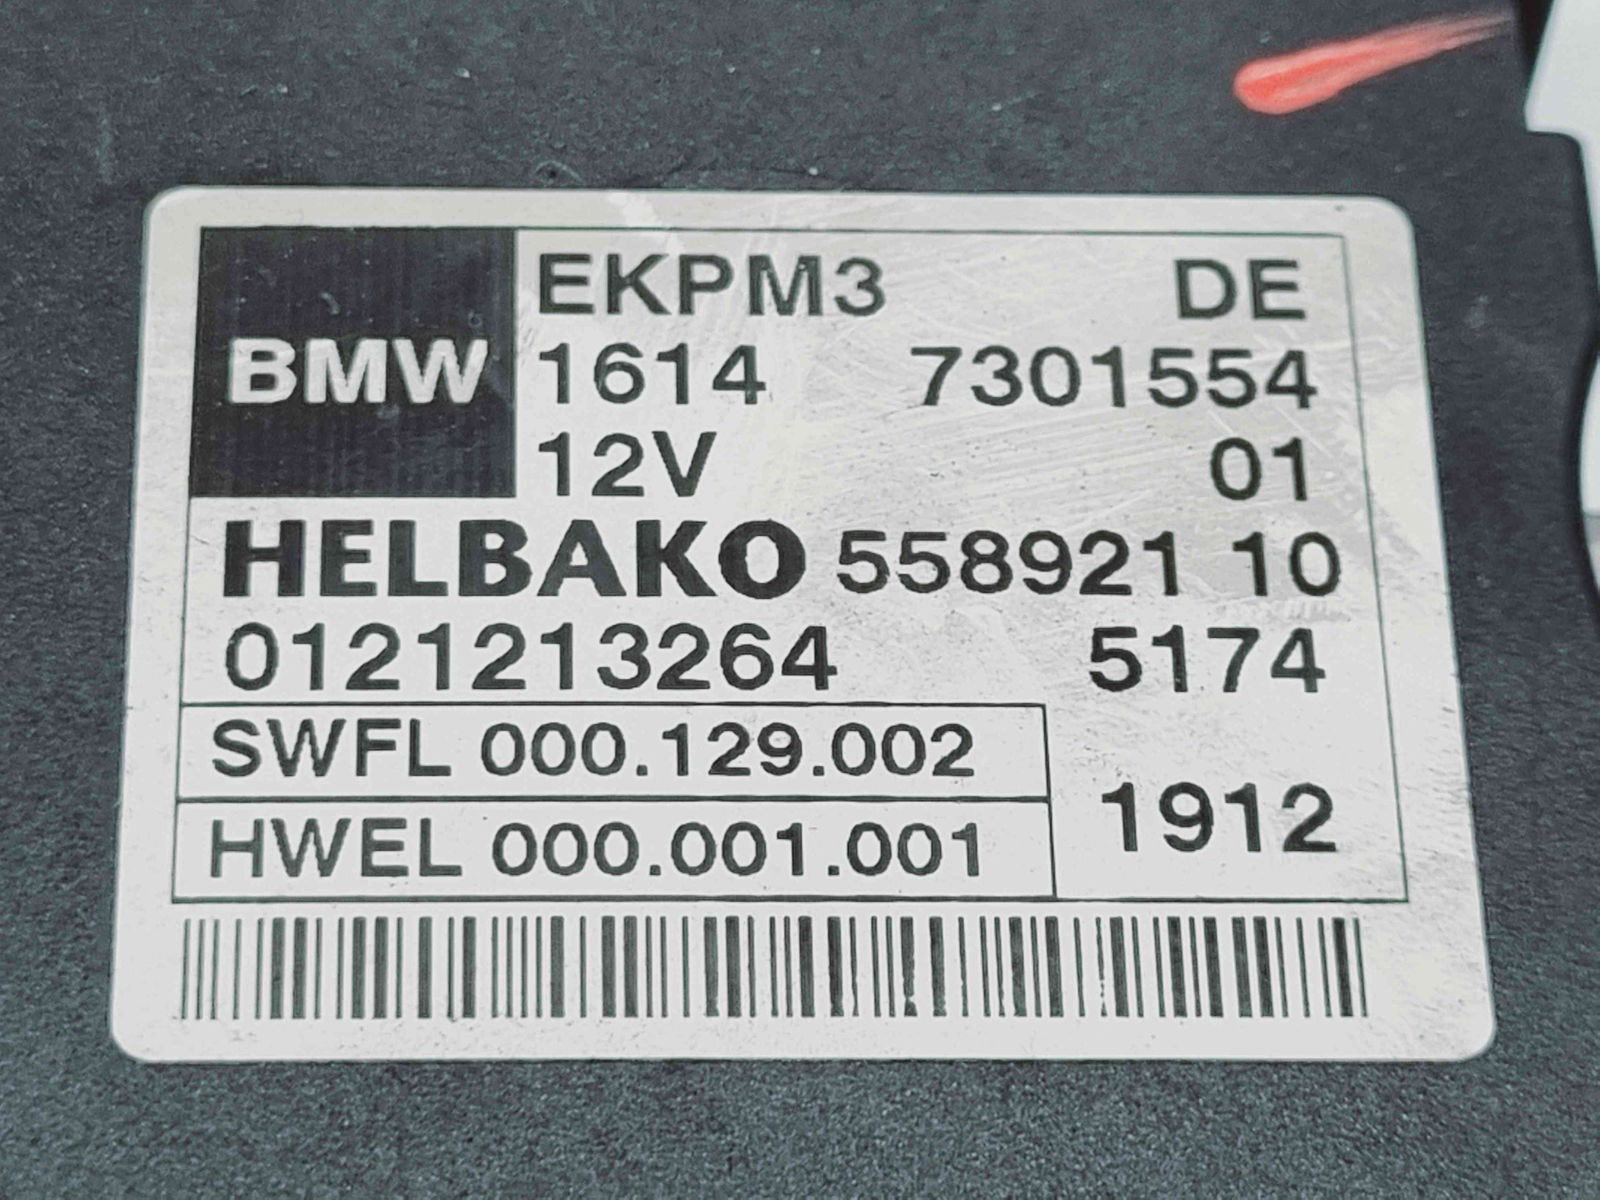 EKPM3 DE
BMW 1614 7301554
12V 01
HELBAKO 558921 10
0121213264 5174
SWFL 000.129.002
1912
HWEL 000.001.001